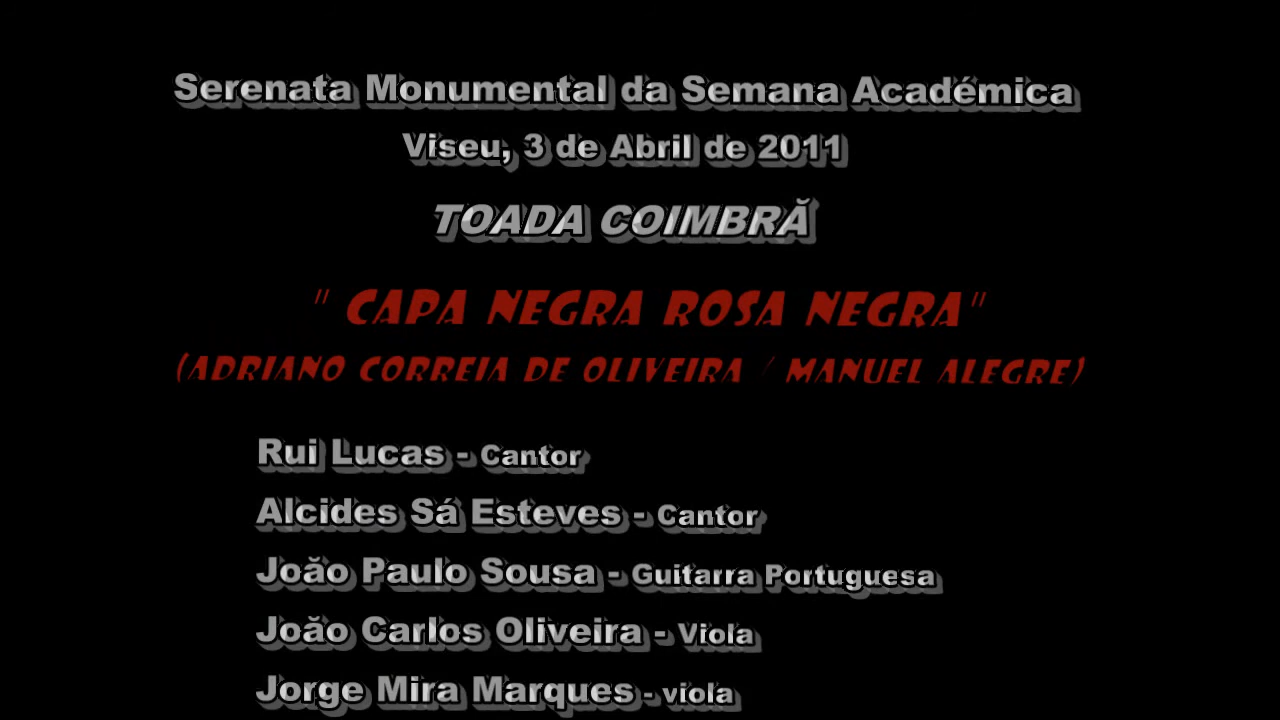 Serenata Monumental da Semana Académica
Viseu, 3 de Abril de 2011
TOADA COIMBRÃ
" CAPA NEGRA ROSA NEGRA"
(ADRIANO CORREIA DE OLIVEIRA / MANUEL ALEGRE)
Rui Lucas - Cantor
Alcides Sá Esteves - Cantor
João Paulo Sousa - Guitarra Portuguesa
João Carlos Oliveira - Viola
Jorge Mira Marques - viola